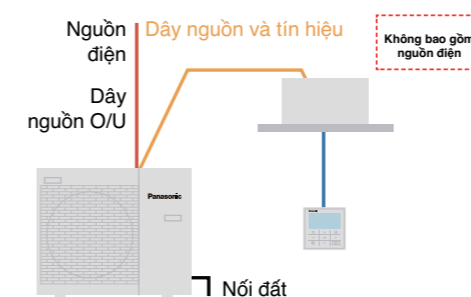 Nguồn
điện
Dây nguồn và tín hiệu
Không bao gồm
nguồn điện
Dây
nguồn O/U
Panasonic
Nối đất